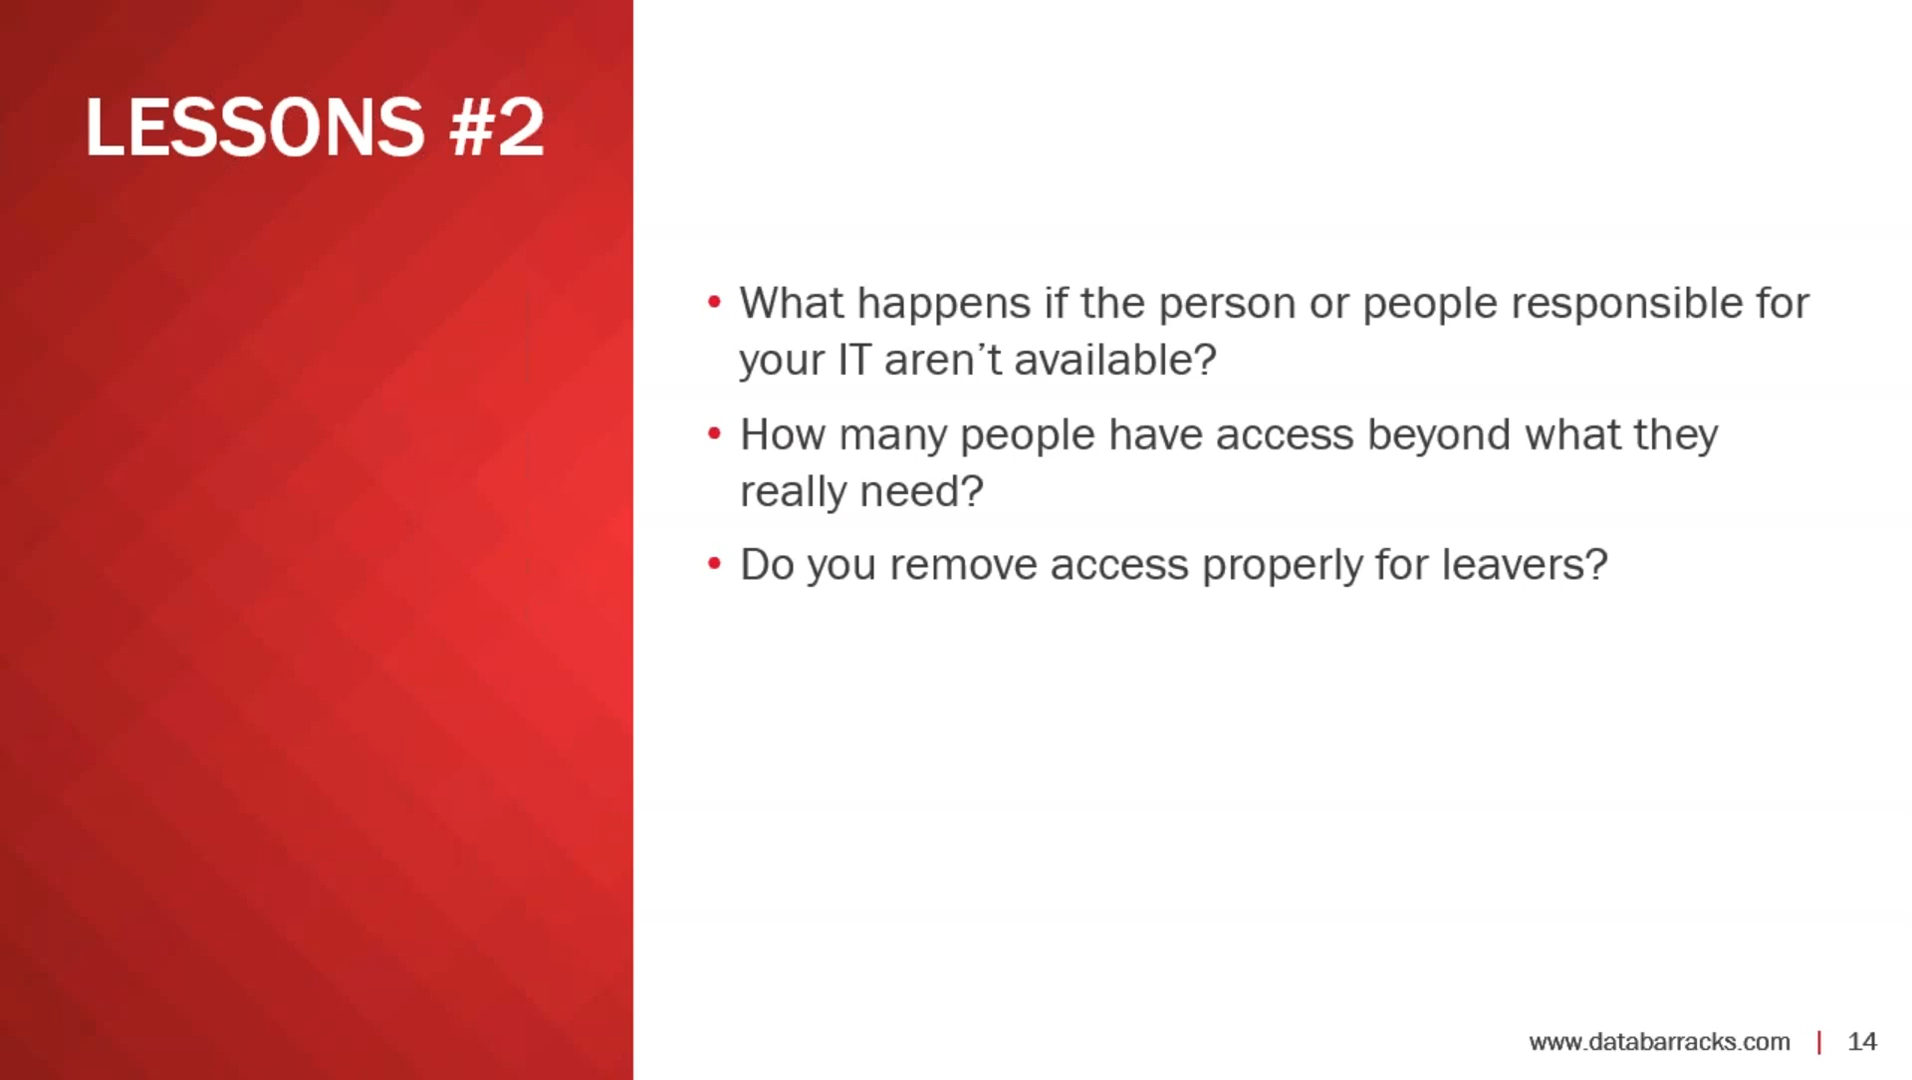 LESSONS #2
• What happens if the person or people responsible for
your IT aren’t available?
• How many people have access beyond what they
really need?
• Do you remove access properly for leavers?
www.databarracks.com | 14